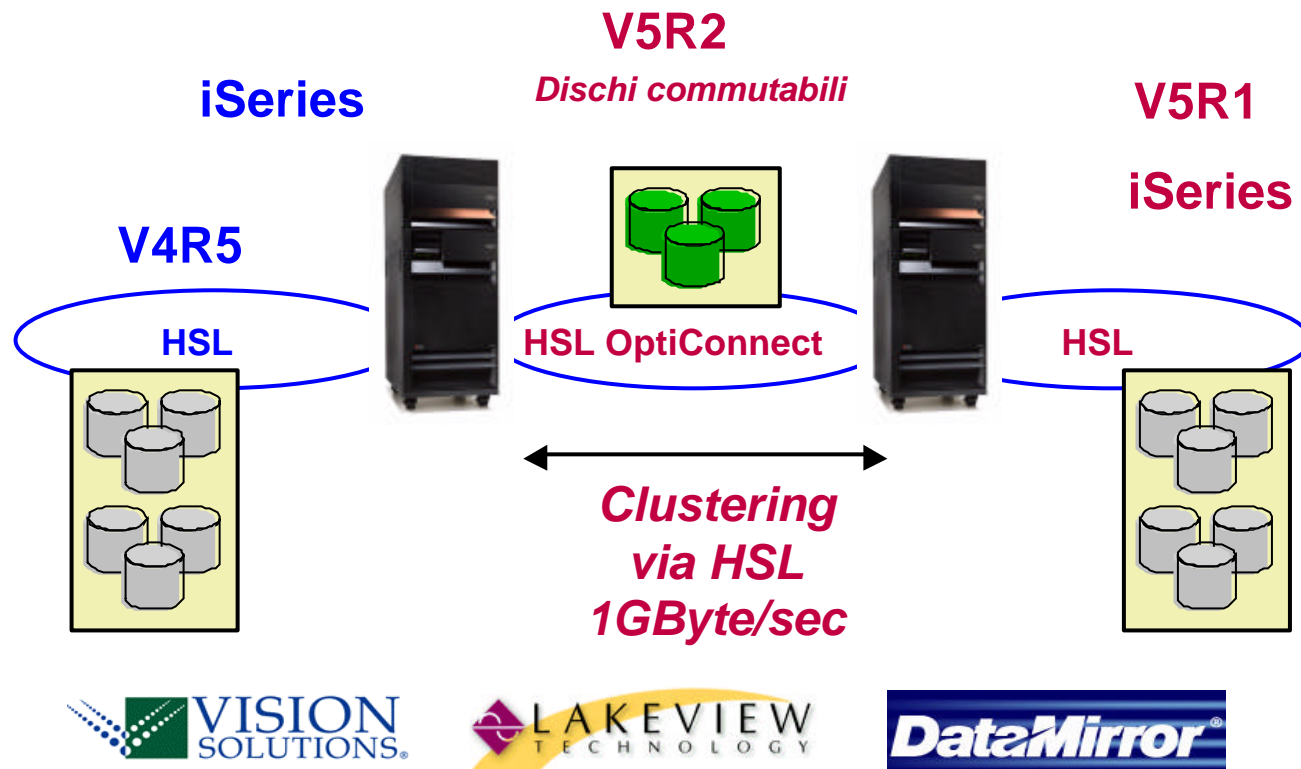 V5R2
Dischi commutabili
iSeries
V5R1
iSeries
V4R5
HSL
HSL OptiConnect
HSL
Clustering
via HSL
1GByte/sec
VISION
SOLUTIONS®
LAKEVIEW
TECHNOLOGY
DataMirror®